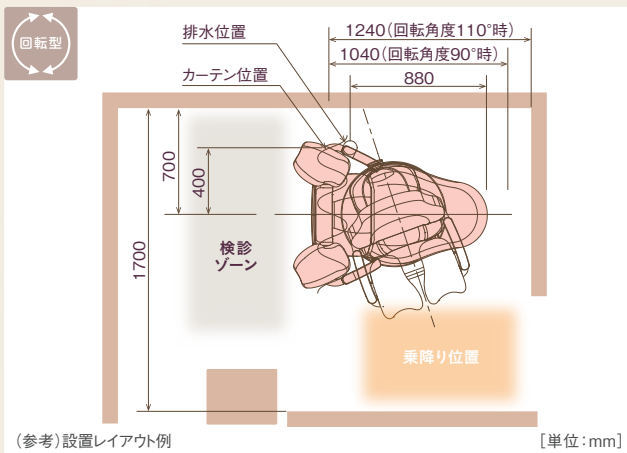 回転型
排水位置
カーテン位置
1240(回転角度110°時)
1040(回転角度90°時)
880
700
400
1700
検診
ゾーン
乗降り位置
(参考)設置レイアウト例
[単位:mm]